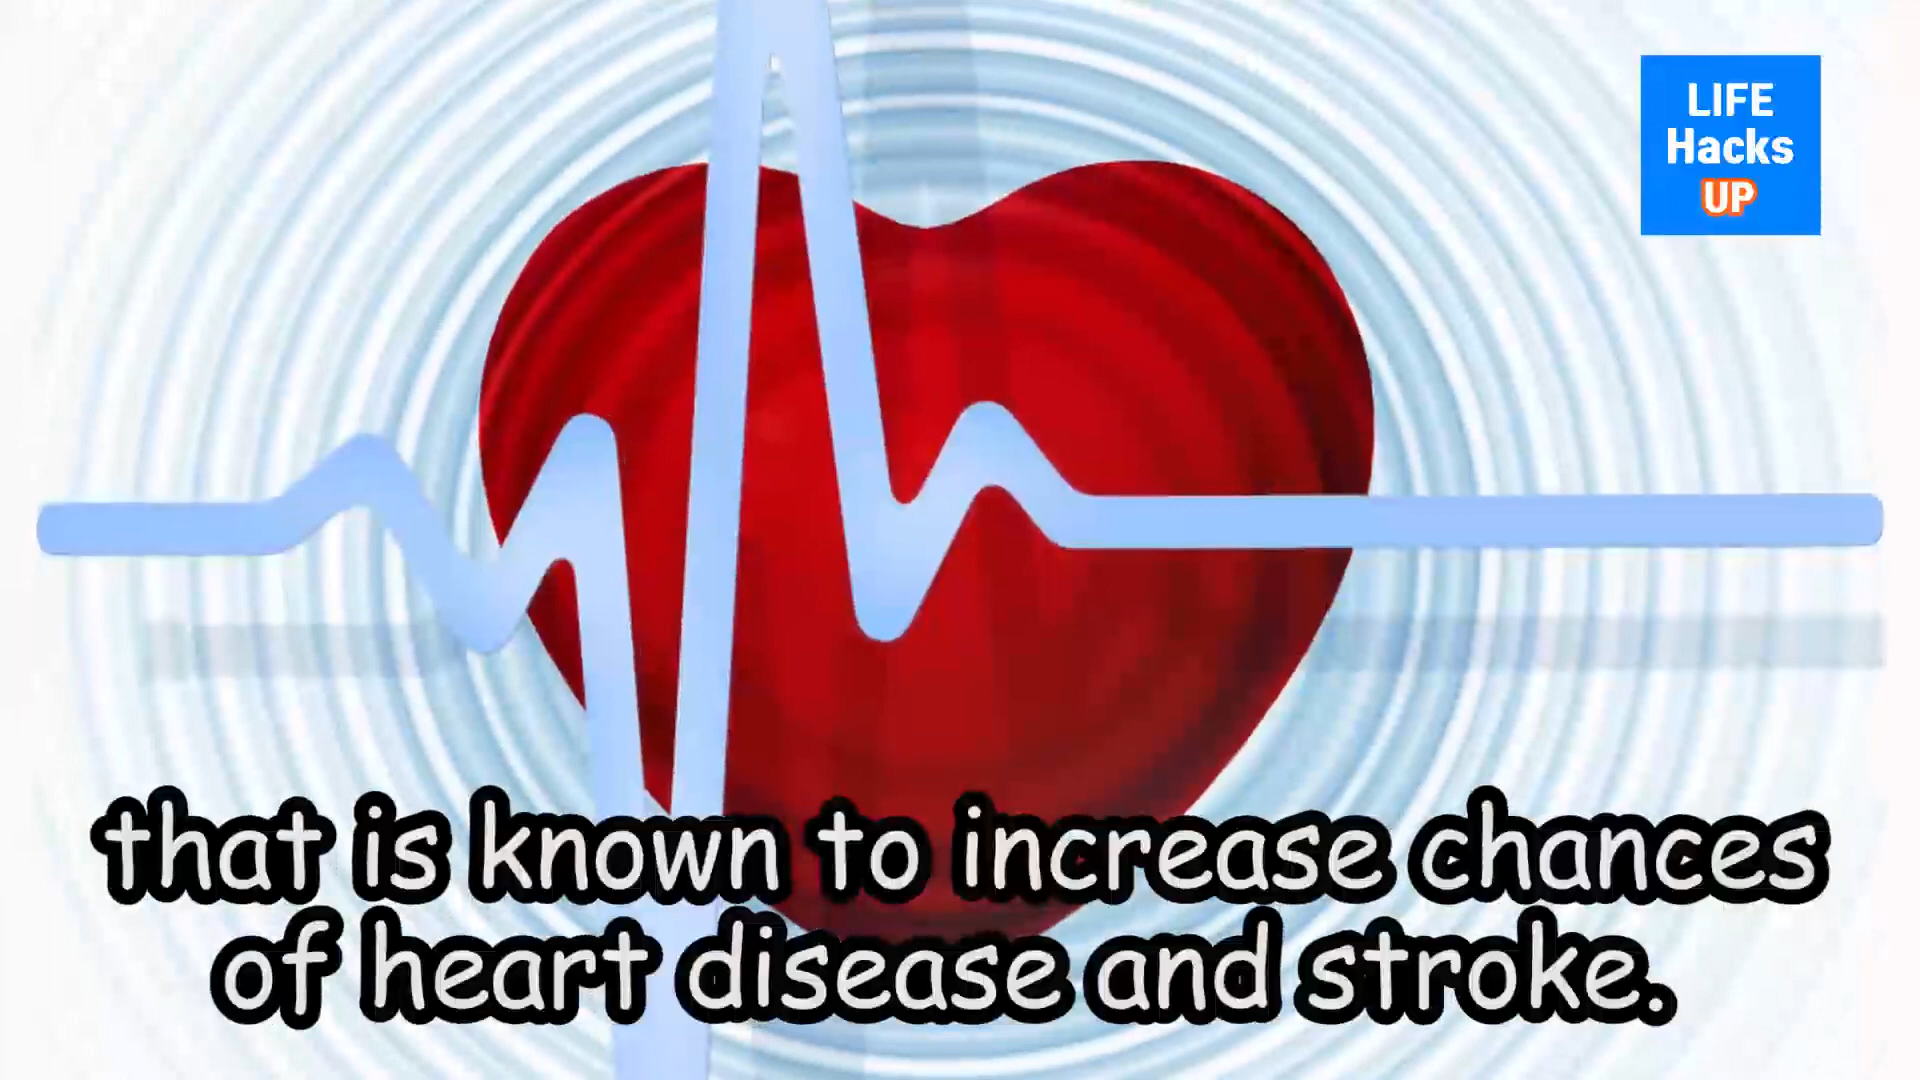 LIFE
Hacks
UP
that is known to increase chances
of heart disease and stroke.